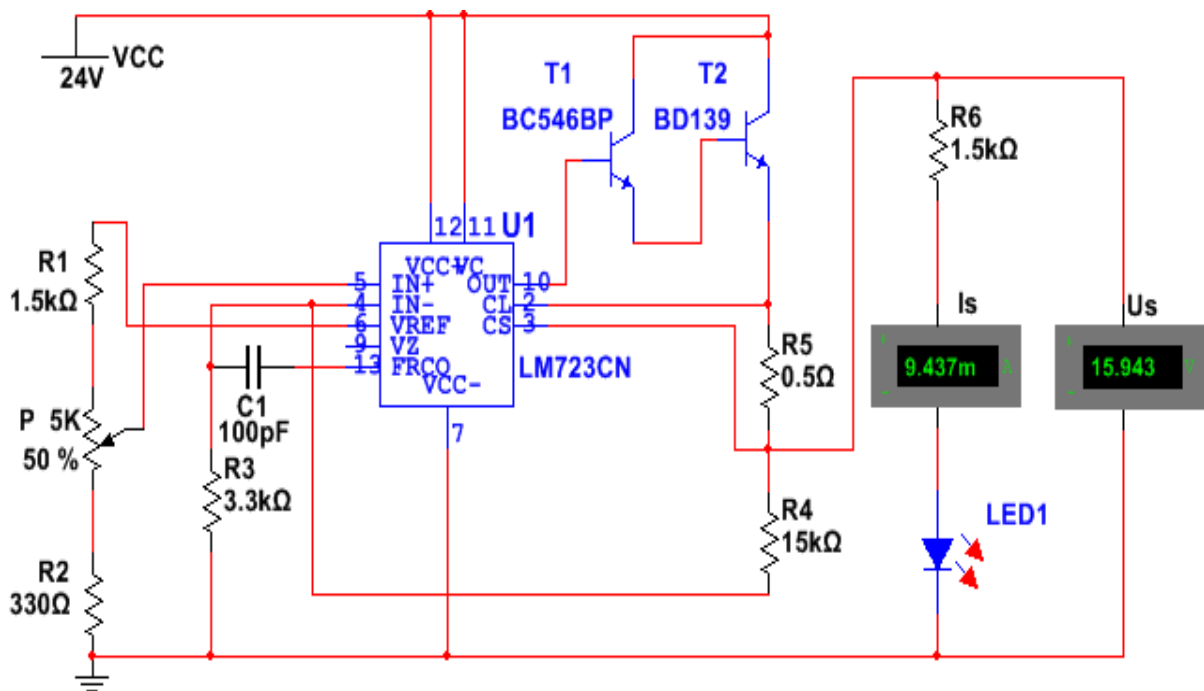 VCC
24V
T1
BC546BP
T2
BD139
R6
1.5kΩ
R1
1.5kΩ
P 5K
50 %
R2
330Ω
12 11 U1
VCC+ VC
5 IN+ OUT 10
4 IN- CL 2
6 VREF CS 3
9 VZ
13 FRCO
VCC-
LM723CN
7
C1
100pF
R3
3.3kΩ
R5
0.5Ω
R4
15kΩ
Is
+
9.437m A
-
Us
+
15.943 V
-
LED1